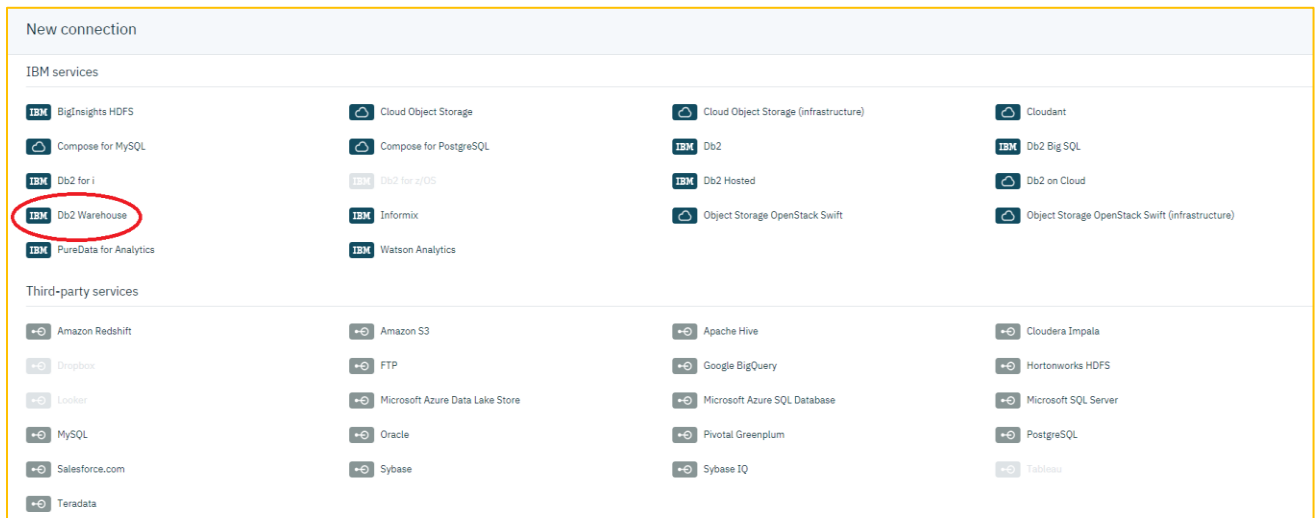 New connection
IBM services
IBM BigInsights HDFS Cloud Object Storage Cloud Object Storage (infrastructure) Cloudant
Compose for MySQL Compose for PostgreSQL IBM Db2 IBM Db2 Big SQL
IBM Db2 for i IBM Db2 for z/OS IBM Db2 Hosted Db2 on Cloud
IBM Db2 Warehouse IBM Informix Object Storage OpenStack Swift Object Storage OpenStack Swift (infrastructure)
IBM PureData for Analytics IBM Watson Analytics
Third-party services
Amazon Redshift Amazon S3 Apache Hive Cloudera Impala
Dropbox FTP Google BigQuery Hortonworks HDFS
Looker Microsoft Azure Data Lake Store Microsoft Azure SQL Database Microsoft SQL Server
MySQL Oracle Pivotal Greenplum PostgreSQL
Salesforce.com Sybase Sybase IQ Tableau
Teradata